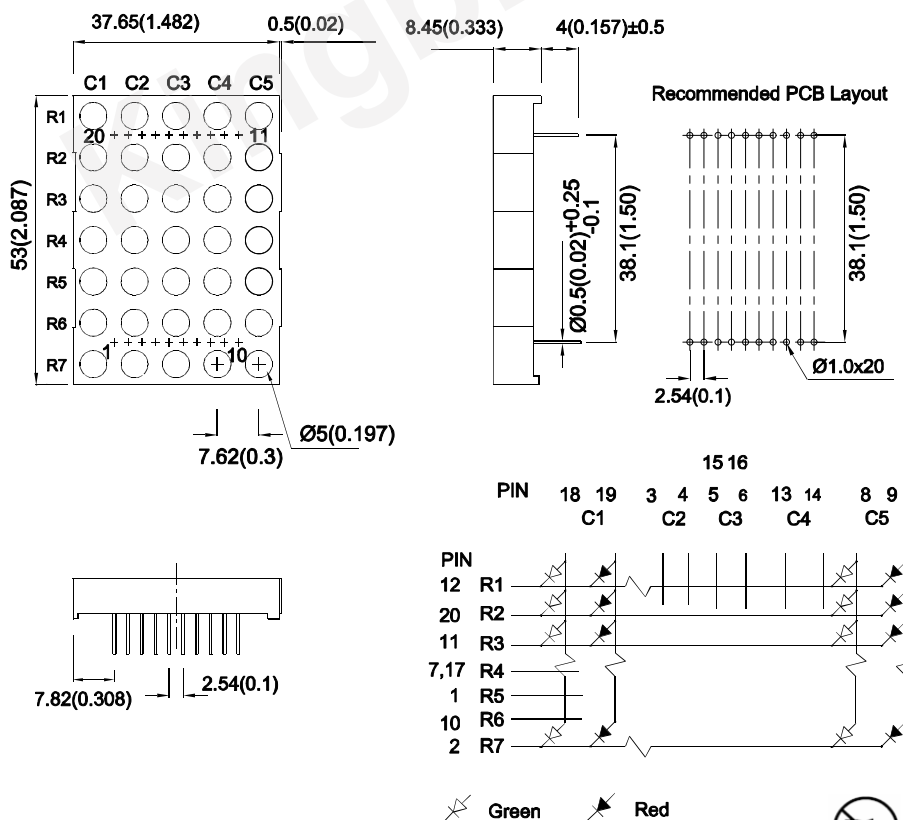 37.65(1.482) 0.5(0.02) 8.45(0.333) 4(0.157)±0.5
C1 C2 C3 C4 C5
Recommended PCB Layout
R1
20 11
R2
R3
R4
R5
R6
1 10
R7
53(2.087)
Ø5(0.197)
7.62(0.3)
Ø0.5(0.02)+0.25
-0.1
38.1(1.50)
38.1(1.50)
Ø1.0x20
2.54(0.1)
15 16
PIN 18 19 3 4 5 6 13 14 8 9
C1 C2 C3 C4 C5
PIN
12 R1
20 R2
11 R3
7,17 R4
1 R5
10 R6
2 R7
7.82(0.308)
2.54(0.1)
Green Red